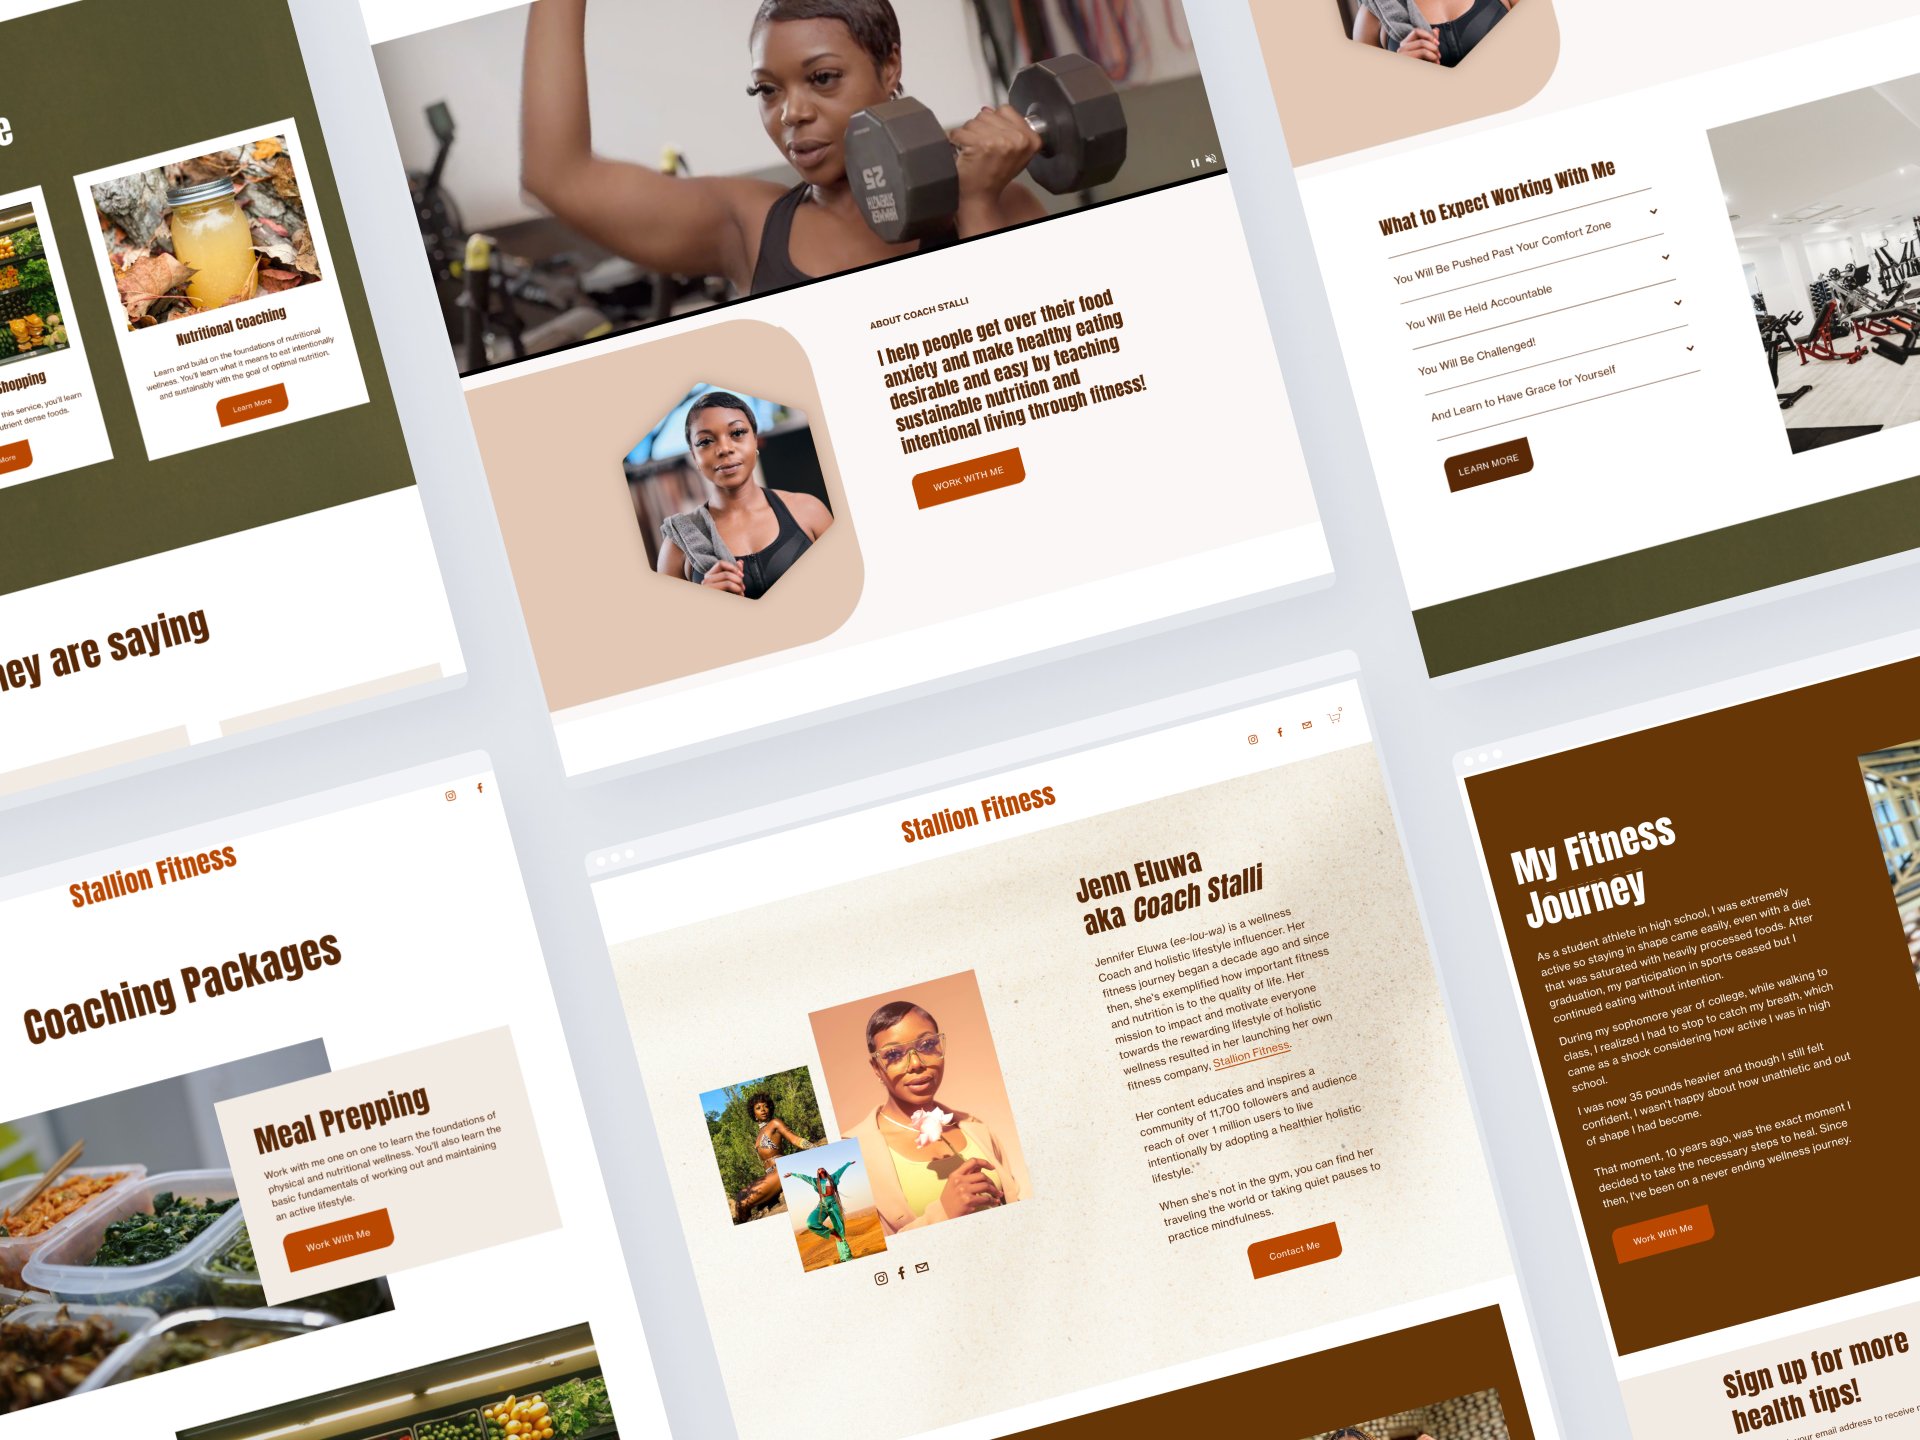 Nutritional Coaching
Learn and build on the foundations of nutritional
wellness. You'll learn what it means to eat intentionally
and sustainably with the goal of optimal nutrition.
Learn More
this service, you'll learn
More
ey are saying
25
ABOUT COACH STALLI
I help people get over their food
anxiety and make healthy eating
desirable and easy by teaching
sustainable nutrition and
intentional living through fitness!
WORK WITH ME
What to Expect Working With Me
You Will Be Pushed Past Your Comfort Zone
You Will Be Held Accountable
You Will Be Challenged!
And Learn to Have Grace for Yourself
LEARN MORE
Stallion Fitness
Coaching Packages
Meal Prepping
Work with me one on one to learn the foundations of
physical and nutritional wellness. You'll also learn the
basic fundamentals of working out and maintaining
an active lifestyle.
Work With Me
0
Stallion Fitness
Jenn Eluwa
aka Coach Stalli
Jennifer Eluwa (ee-lou-wa) is a wellness
Coach and holistic lifestyle influencer. Her
fitness journey began a decade ago and since
then, she's exemplified how important fitness
and nutrition is to the quality of life. Her
mission to impact and motivate everyone
towards the rewarding lifestyle of holistic
wellness resulted in her launching her own
fitness company, Stallion Fitness.
Her content educates and inspires a
community of 11,700 followers and audience
reach of over 1 million users to live
intentionally by adopting a healthier holistic
lifestyle.
When she's not in the gym, you can find her
traveling the world or taking quiet pauses to
practice mindfulness.
Contact Me
My Fitness
Journey
As a student athlete in high school, I was extremely
active so staying in shape came easily, even with a diet
that was saturated with heavily processed foods. After
graduation, my participation in sports ceased but I
continued eating without intention.
During my sophomore year of college, while walking to
class, I realized I had to stop to catch my breath, which
came as a shock considering how active I was in high
school.
I was now 35 pounds heavier and though I still felt
confident, I wasn't happy about how unathletic and out
of shape I had become.
That moment, 10 years ago, was the exact moment I
decided to take the necessary steps to heal. Since
then, I've been on a never ending wellness journey.
Work With Me
Sign up for more
health tips!
your email address to receive